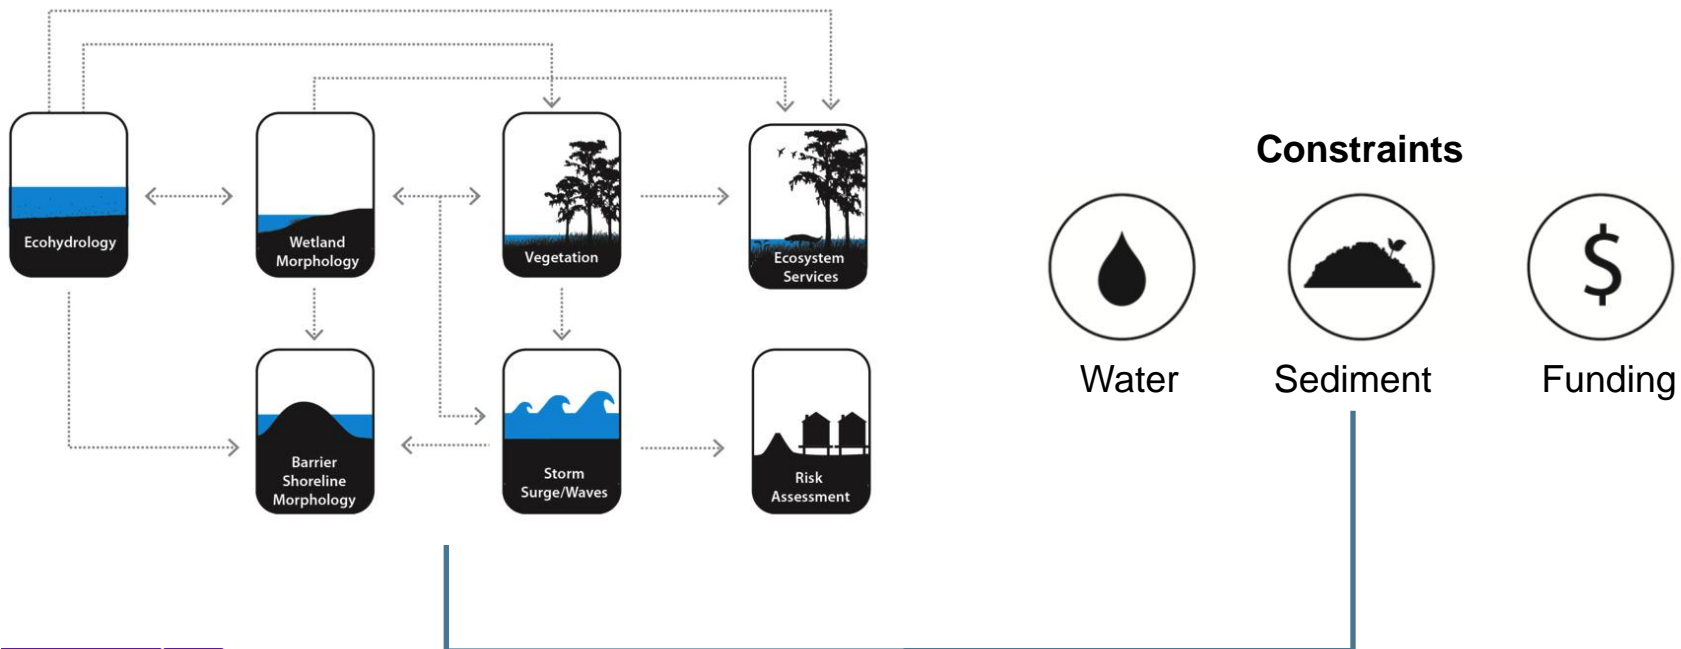 Ecohydrology
Wetland
Morphology
Vegetation
Ecosystem
Services
Barrier
Shoreline
Morphology
Storm
Surge/Waves
Risk
Assessment
Constraints
$
Water
Sediment
Funding